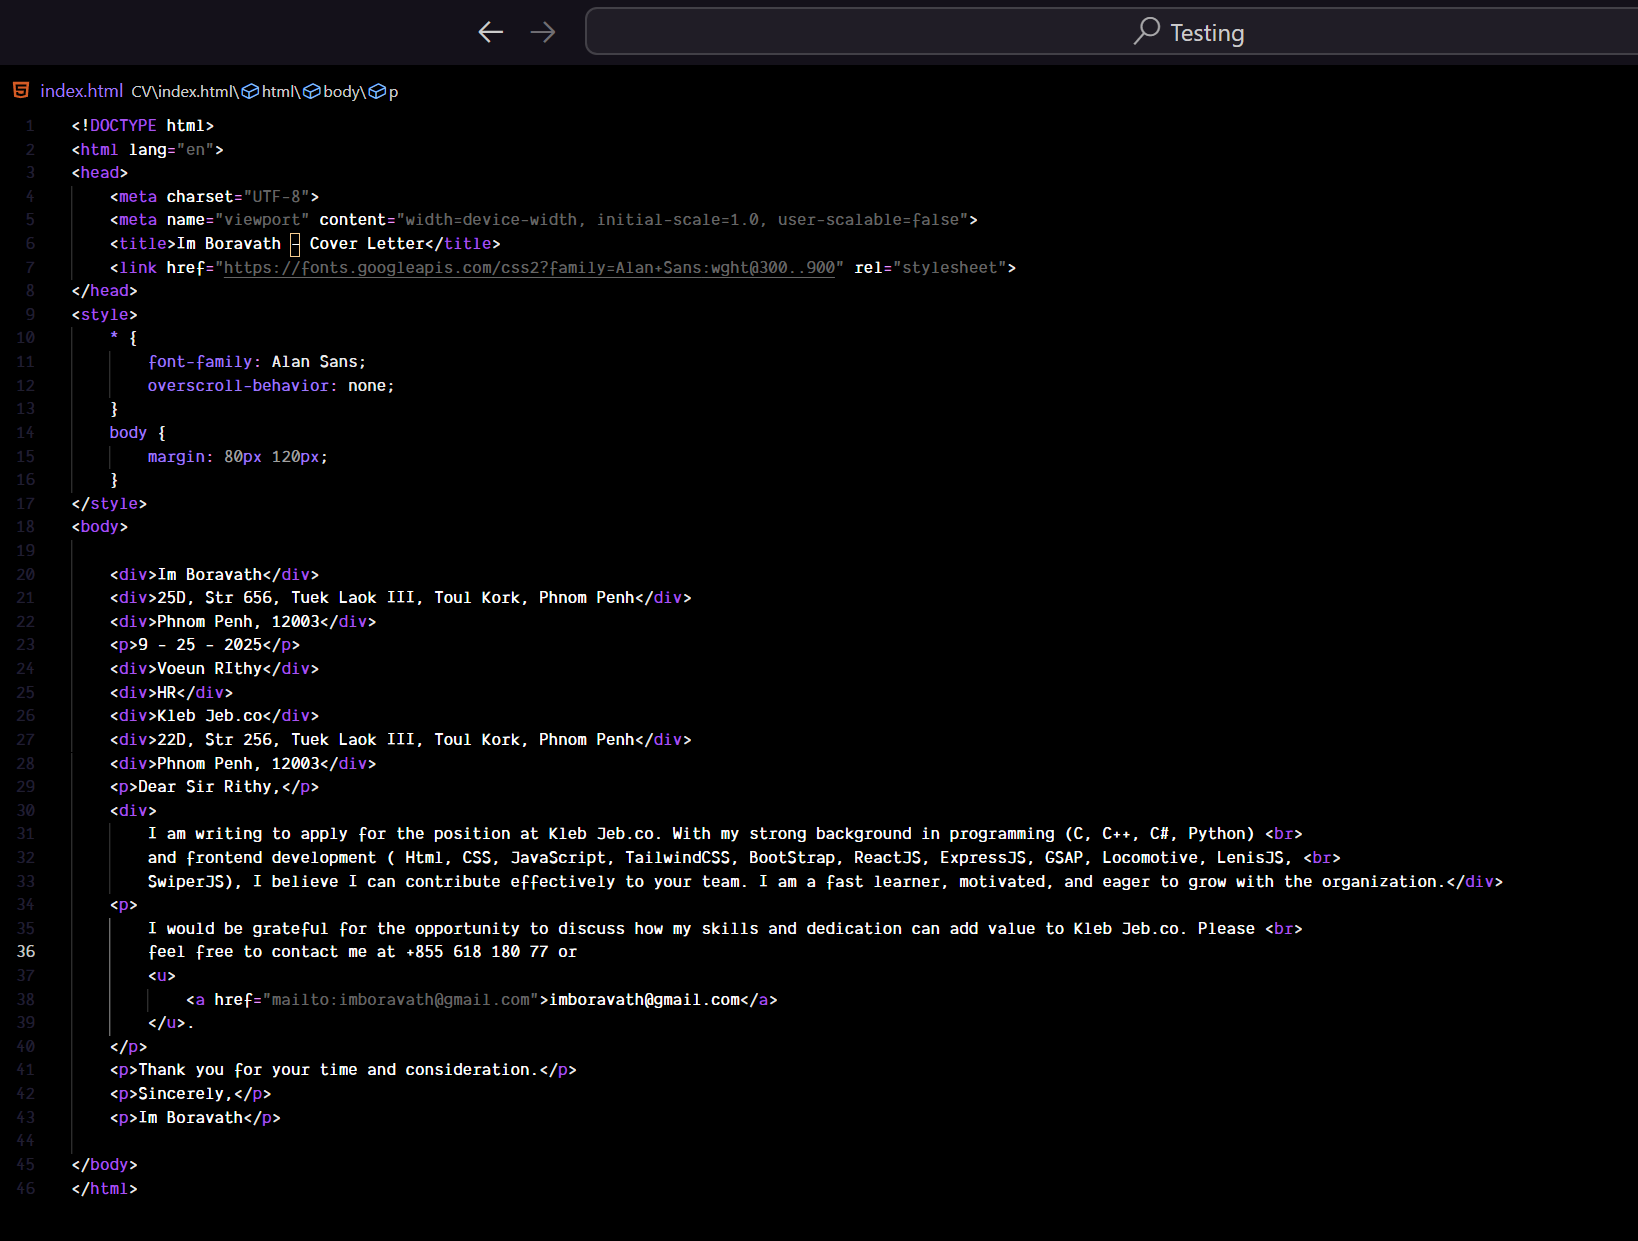 Testing
index.html CV\index.html\html\body\p
1 <!DOCTYPE html>
2 <html lang="en">
3 <head>
4 <meta charset="UTF-8">
5 <meta name="viewport" content="width=device-width, initial-scale=1.0, user-scalable=false">
6 <title>Im Boravath – Cover Letter</title>
7 <link href="https://fonts.googleapis.com/css2?family=Alan+Sans:wght@300..900" rel="stylesheet">
8 </head>
9 <style>
10 * {
11 font-family: Alan Sans;
12 overscroll-behavior: none;
13 }
14 body {
15 margin: 80px 120px;
16 }
17 </style>
18 <body>
19
20 <div>Im Boravath</div>
21 <div>25D, Str 656, Tuek Laok III, Toul Kork, Phnom Penh</div>
22 <div>Phnom Penh, 12003</div>
23 <p>9 - 25 - 2025</p>
24 <div>Voeun RIthy</div>
25 <div>HR</div>
26 <div>Kleb Jeb.co</div>
27 <div>22D, Str 256, Tuek Laok III, Toul Kork, Phnom Penh</div>
28 <div>Phnom Penh, 12003</div>
29 <p>Dear Sir Rithy,</p>
30 <div>
31 I am writing to apply for the position at Kleb Jeb.co. With my strong background in programming (C, C++, C#, Python) <br>
32 and frontend development ( Html, CSS, JavaScript, TailwindCSS, BootStrap, ReactJS, ExpressJS, GSAP, Locomotive, LenisJS, <br>
33 SwiperJS), I believe I can contribute effectively to your team. I am a fast learner, motivated, and eager to grow with the organization.</div>
34 <p>
35 I would be grateful for the opportunity to discuss how my skills and dedication can add value to Kleb Jeb.co. Please <br>
36 feel free to contact me at +855 618 180 77 or
37 <u>
38 <a href="mailto:imboravath@gmail.com">imboravath@gmail.com</a>
39 </u>.
40 </p>
41 <p>Thank you for your time and consideration.</p>
42 <p>Sincerely,</p>
43 <p>Im Boravath</p>
44
45 </body>
46 </html>